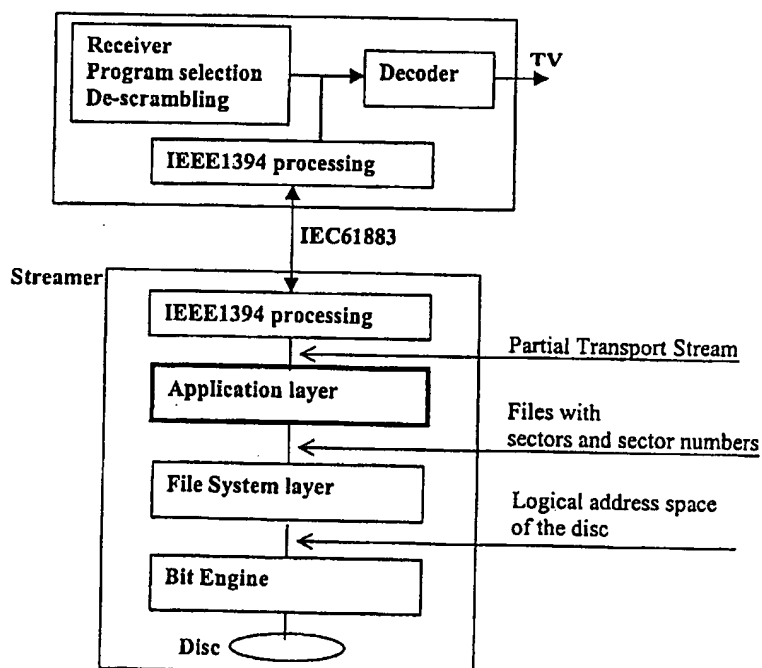 Receiver
Program selection
De-scrambling
Decoder
TV
IEEE1394 processing
IEC61883
Streamer
IEEE1394 processing
Partial Transport Stream
Application layer
Files with
sectors and sector numbers
File System layer
Logical address space
of the disc
Bit Engine
Disc